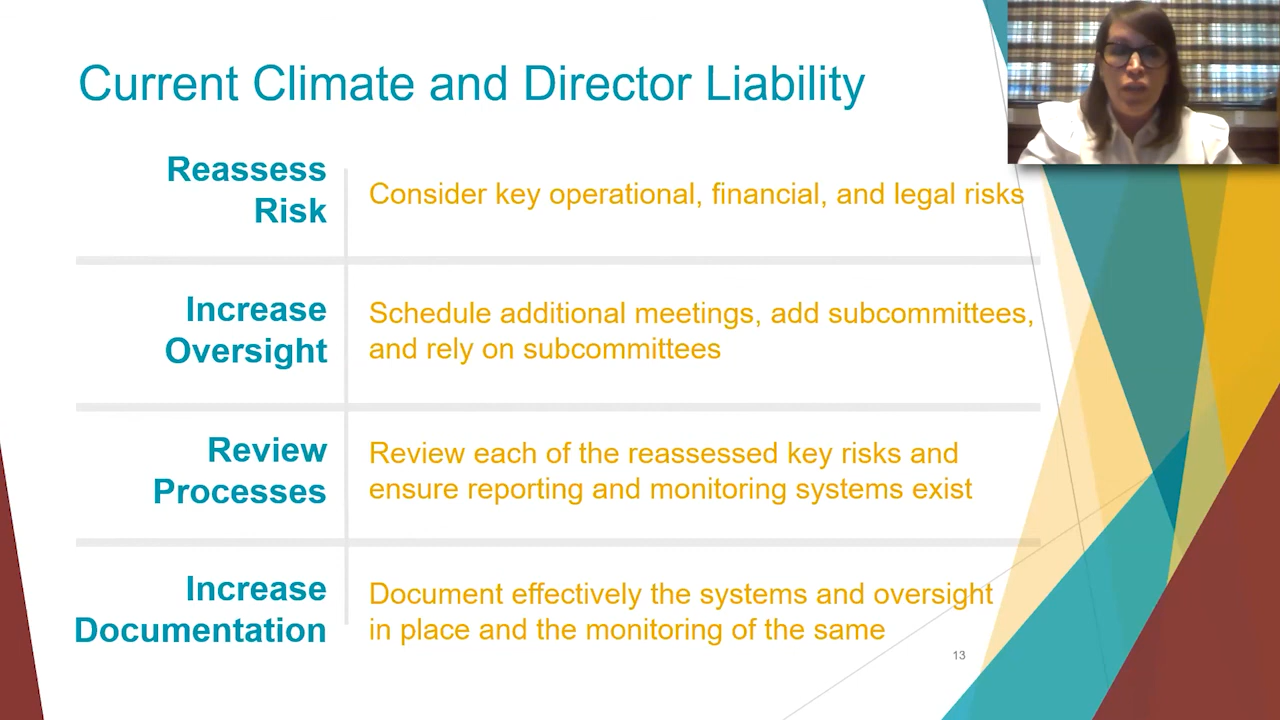 Current Climate and Director Liability
Reassess
Risk
Consider key operational, financial, and legal risks
Increase
Oversight
Schedule additional meetings, add subcommittees,
and rely on subcommittees
Review
Processes
Review each of the reassessed key risks and
ensure reporting and monitoring systems exist
Increase
Documentation
Document effectively the systems and oversight
in place and the monitoring of the same
13